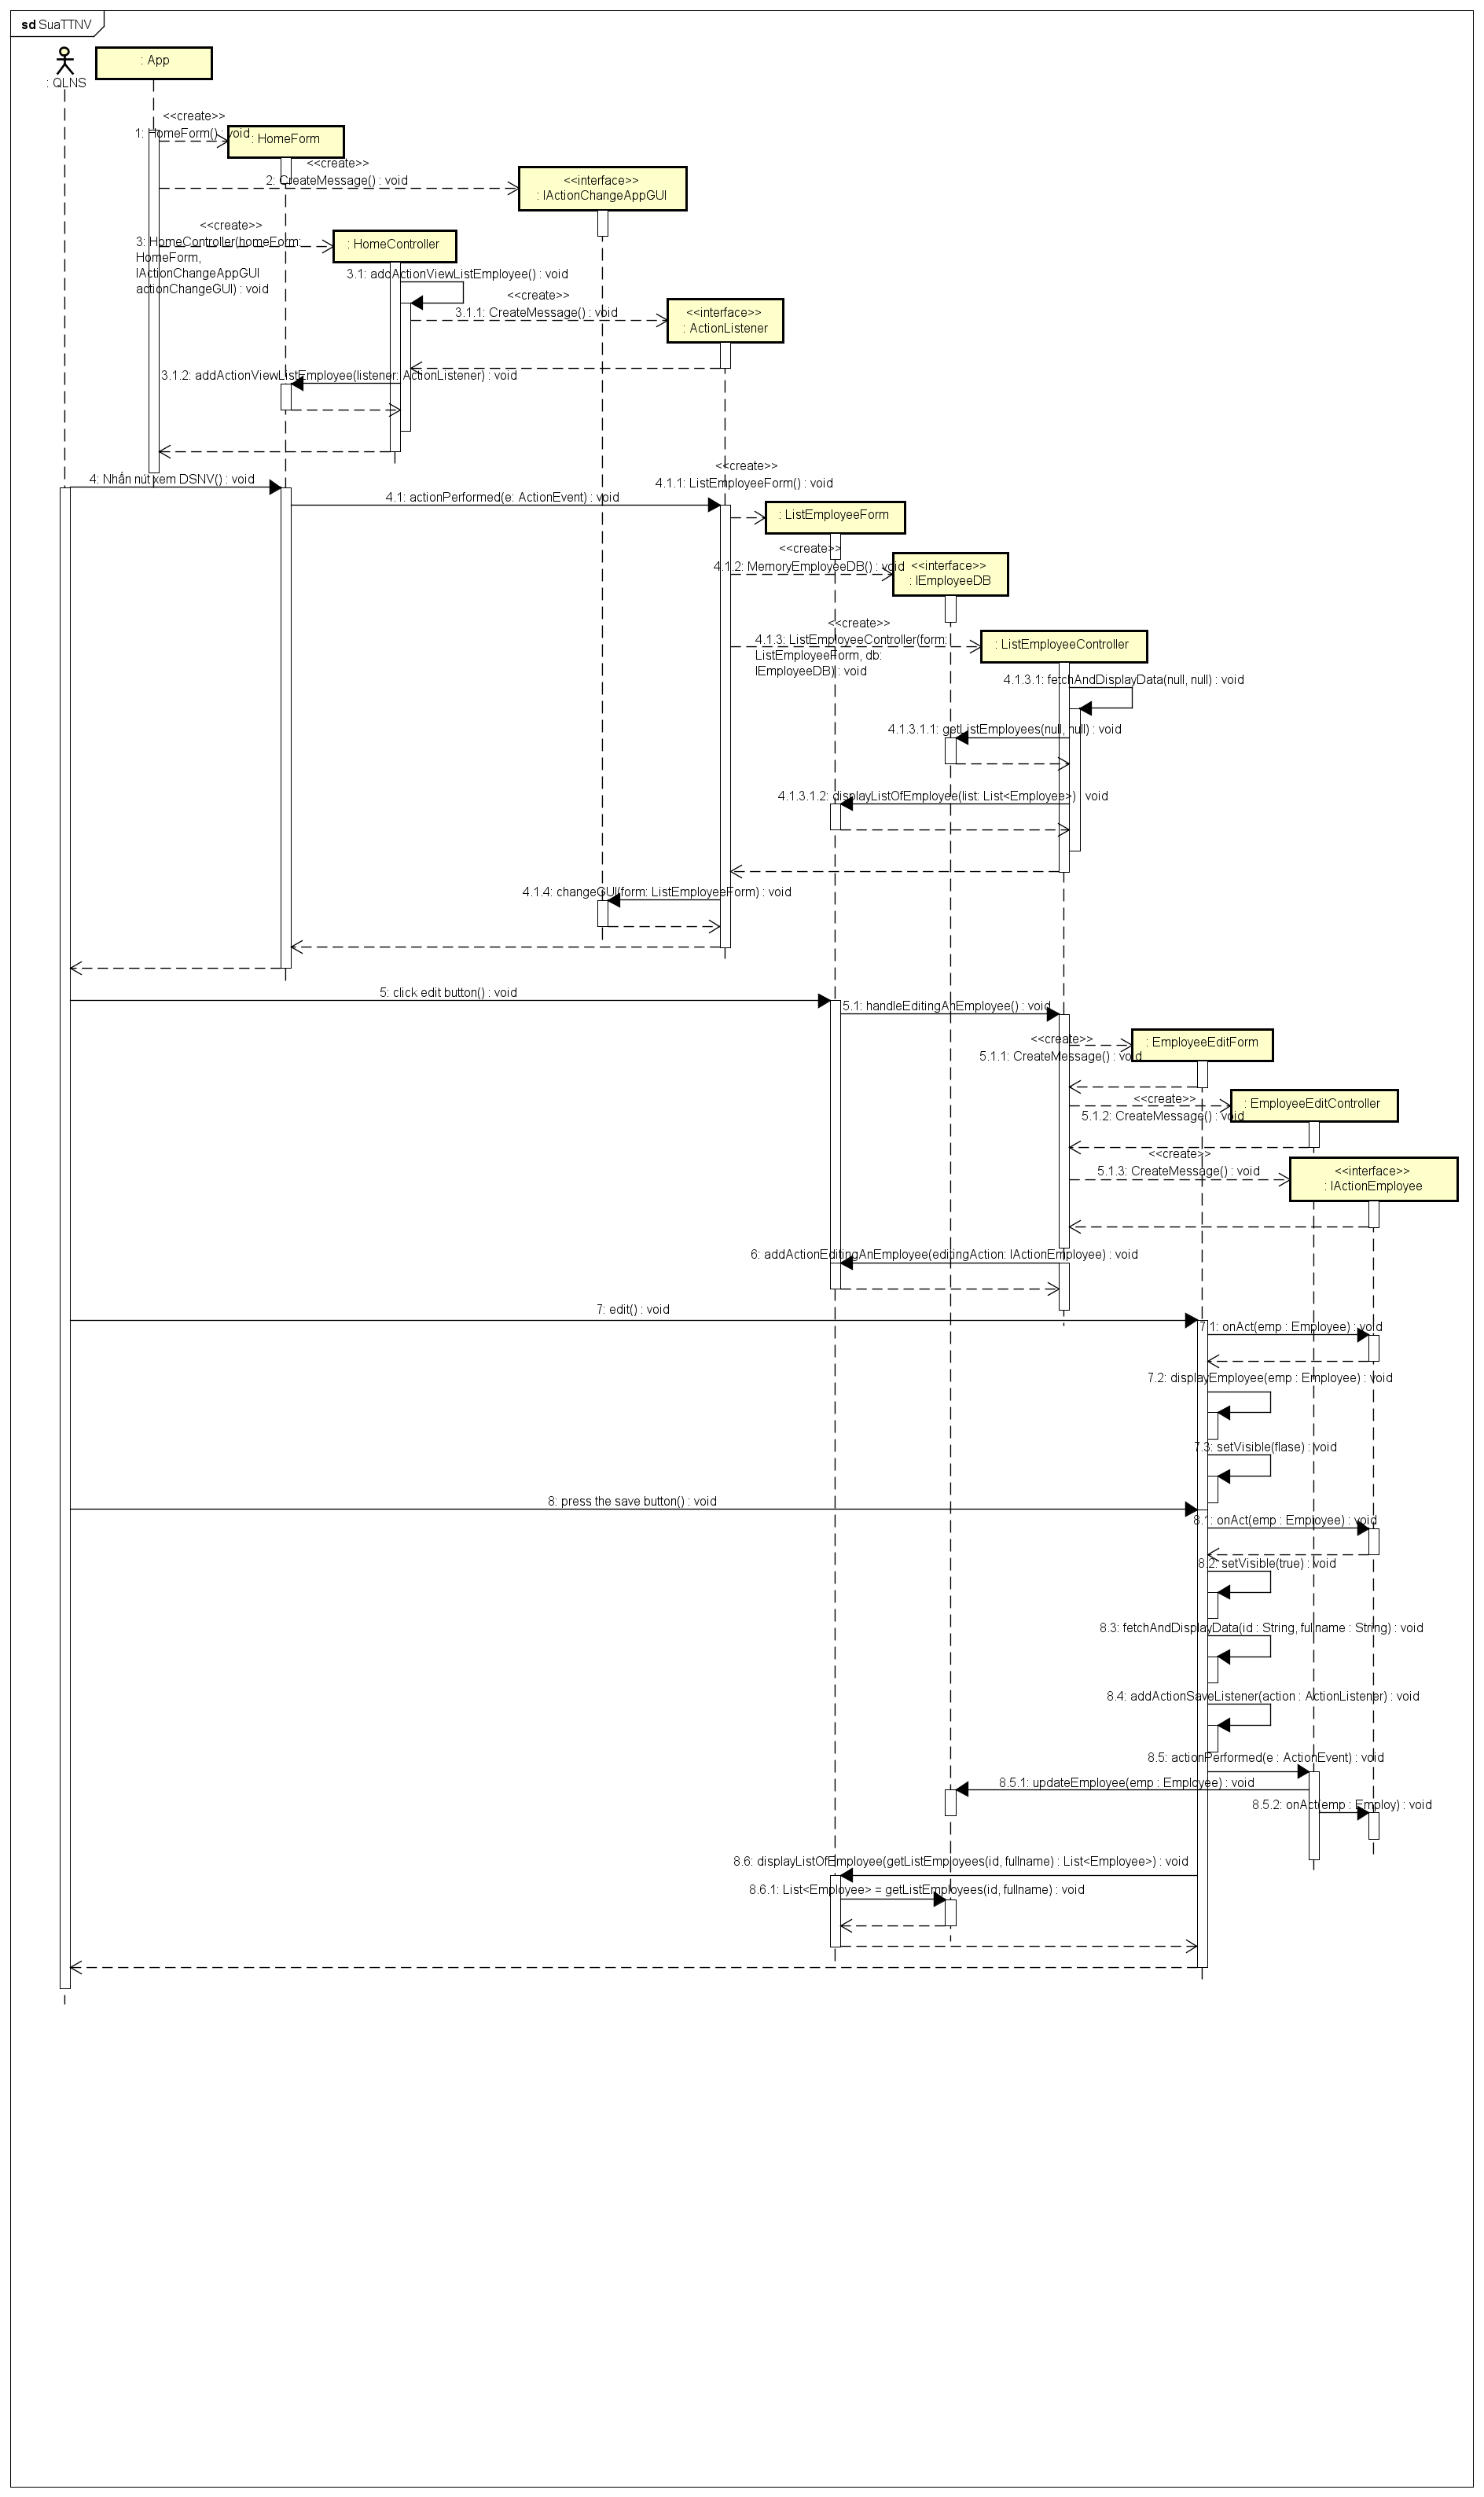 sd SuaTTNV
: QLNS
: App
<<create>>
1: HomeForm() : void
: HomeForm
<<create>>
2: CreateMessage() : void
<<interface>>
: IActionChangeAppGUI
<<create>>
3: HomeController(homeForm:
HomeForm,
IActionChangeAppGUI
actionChangeGUI) : void
: HomeController
3.1: addActionViewListEmployee() : void
<<create>>
3.1.1: CreateMessage() : void
<<interface>>
: ActionListener
3.1.2: addActionViewListEmployee(listener: ActionListener) : void
4: Nhấn nút xem DSNV() : void
4.1: actionPerformed(e: ActionEvent) : void
<<create>>
4.1.1: ListEmployeeForm() : void
: ListEmployeeForm
<<create>>
4.1.2: MemoryEmployeeDB() : void
<<interface>>
: IEmployeeDB
<<create>>
4.1.3: ListEmployeeController(form:
ListEmployeeForm, db:
IEmployeeDB) : void
: ListEmployeeController
4.1.3.1: fetchAndDisplayData(null, null) : void
4.1.3.1.1: getListEmployees(null, null) : void
4.1.3.1.2: displayListOfEmployee(list: List<Employee>) : void
4.1.4: changeGUI(form: ListEmployeeForm) : void
5: click edit button() : void
5.1: handleEditingAnEmployee() : void
<<create>>
5.1.1: CreateMessage() : void
: EmployeeEditForm
<<create>>
5.1.2: CreateMessage() : void
: EmployeeEditController
<<create>>
5.1.3: CreateMessage() : void
<<interface>>
: IActionEmployee
6: addActionEditingAnEmployee(editingAction: IActionEmployee) : void
7: edit() : void
7.1: onAct(emp : Employee) : void
7.2: displayEmployee(emp : Employee) : void
7.3: setVisible(flase) : void
8: press the save button() : void
8.1: onAct(emp : Employee) : void
8.2: setVisible(true) : void
8.3: fetchAndDisplayData(id : String, fullname : String) : void
8.4: addActionSaveListener(action : ActionListener) : void
8.5: actionPerformed(e : ActionEvent) : void
8.5.1: updateEmployee(emp : Employee) : void
8.5.2: onAct(emp : Employ) : void
8.6: displayListOfEmployee(getListEmployees(id, fullname) : List<Employee>) : void
8.6.1: List<Employee> = getListEmployees(id, fullname) : void